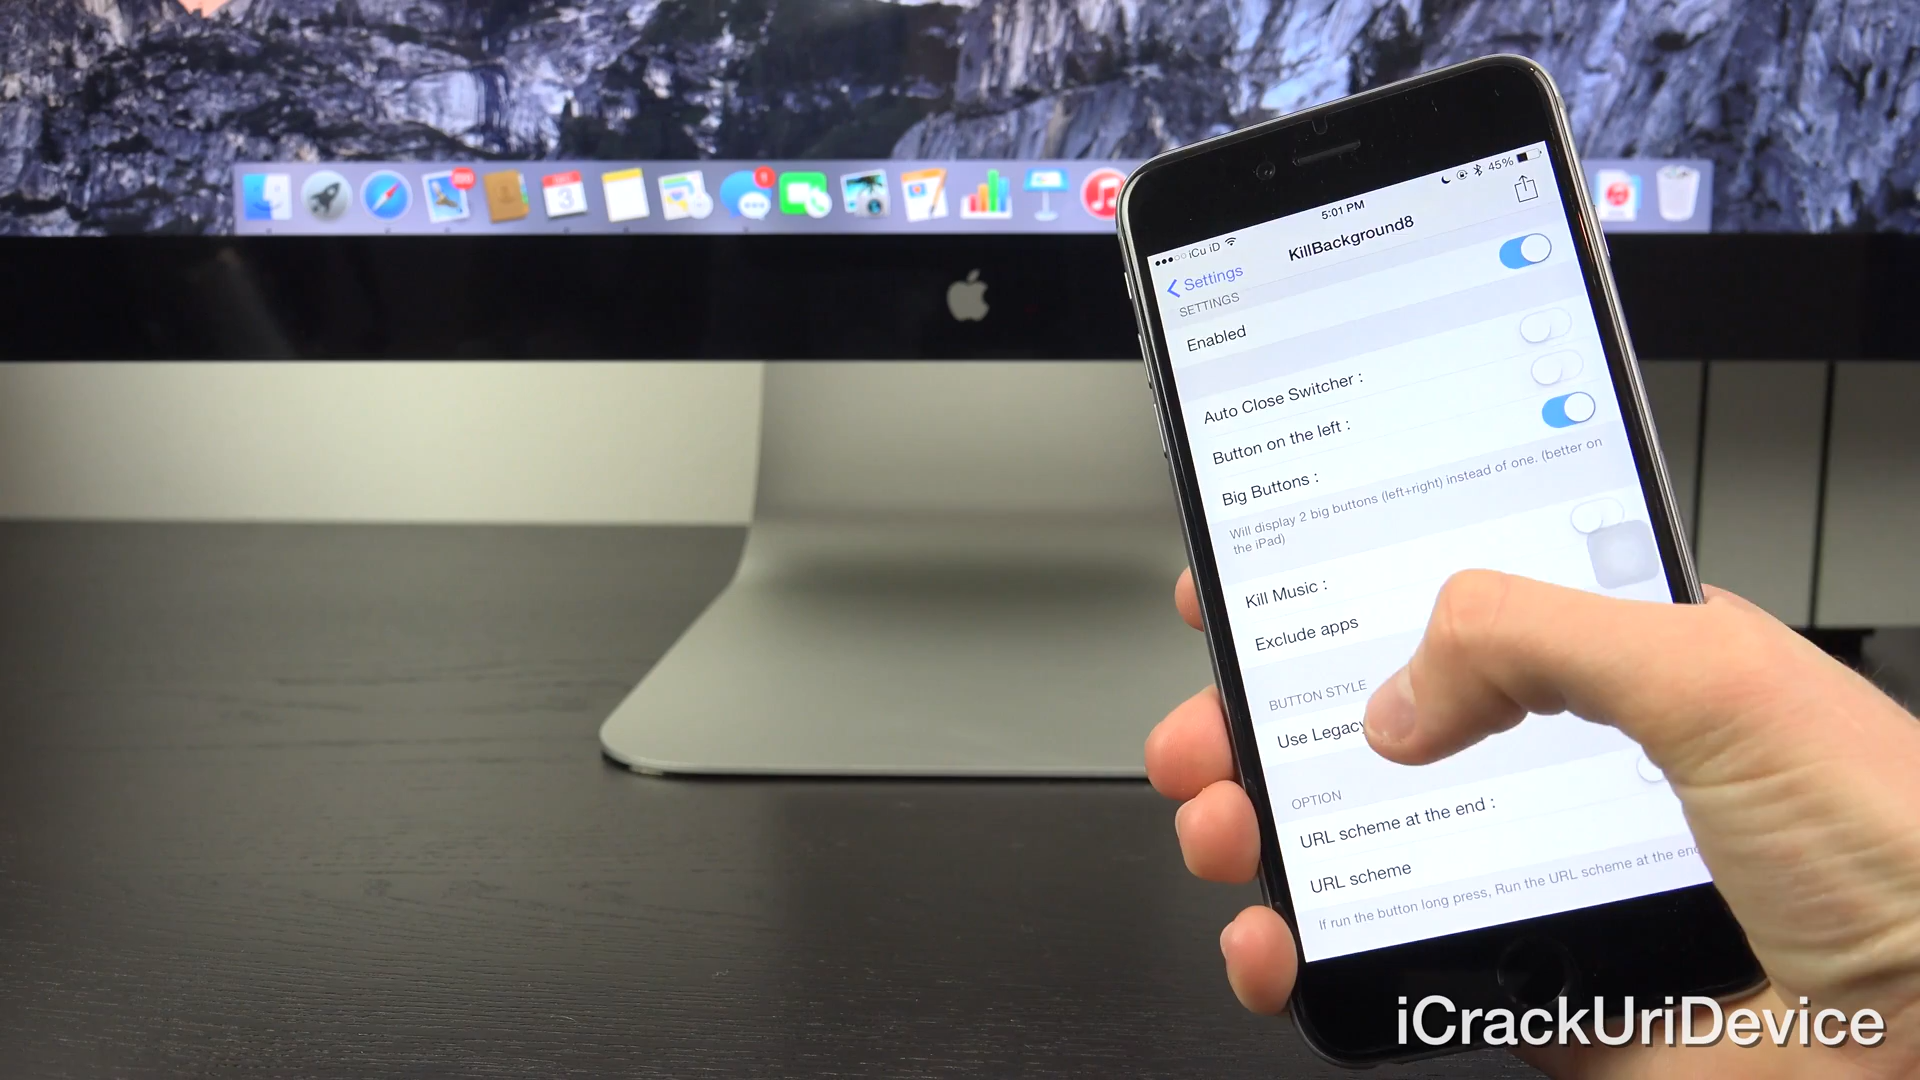 iCu iD
5:01 PM
45%
Settings
KillBackground8
SETTINGS
Enabled
Auto Close Switcher :
Button on the left :
Big Buttons :
Will display 2 big buttons (left+right) instead of one. (better on
the iPad)
Kill Music :
Exclude apps
BUTTON STYLE
Use Legacy
OPTION
URL scheme at the end :
URL scheme
If run the button long press, Run the URL scheme at the end
3
iCrackUriDevice